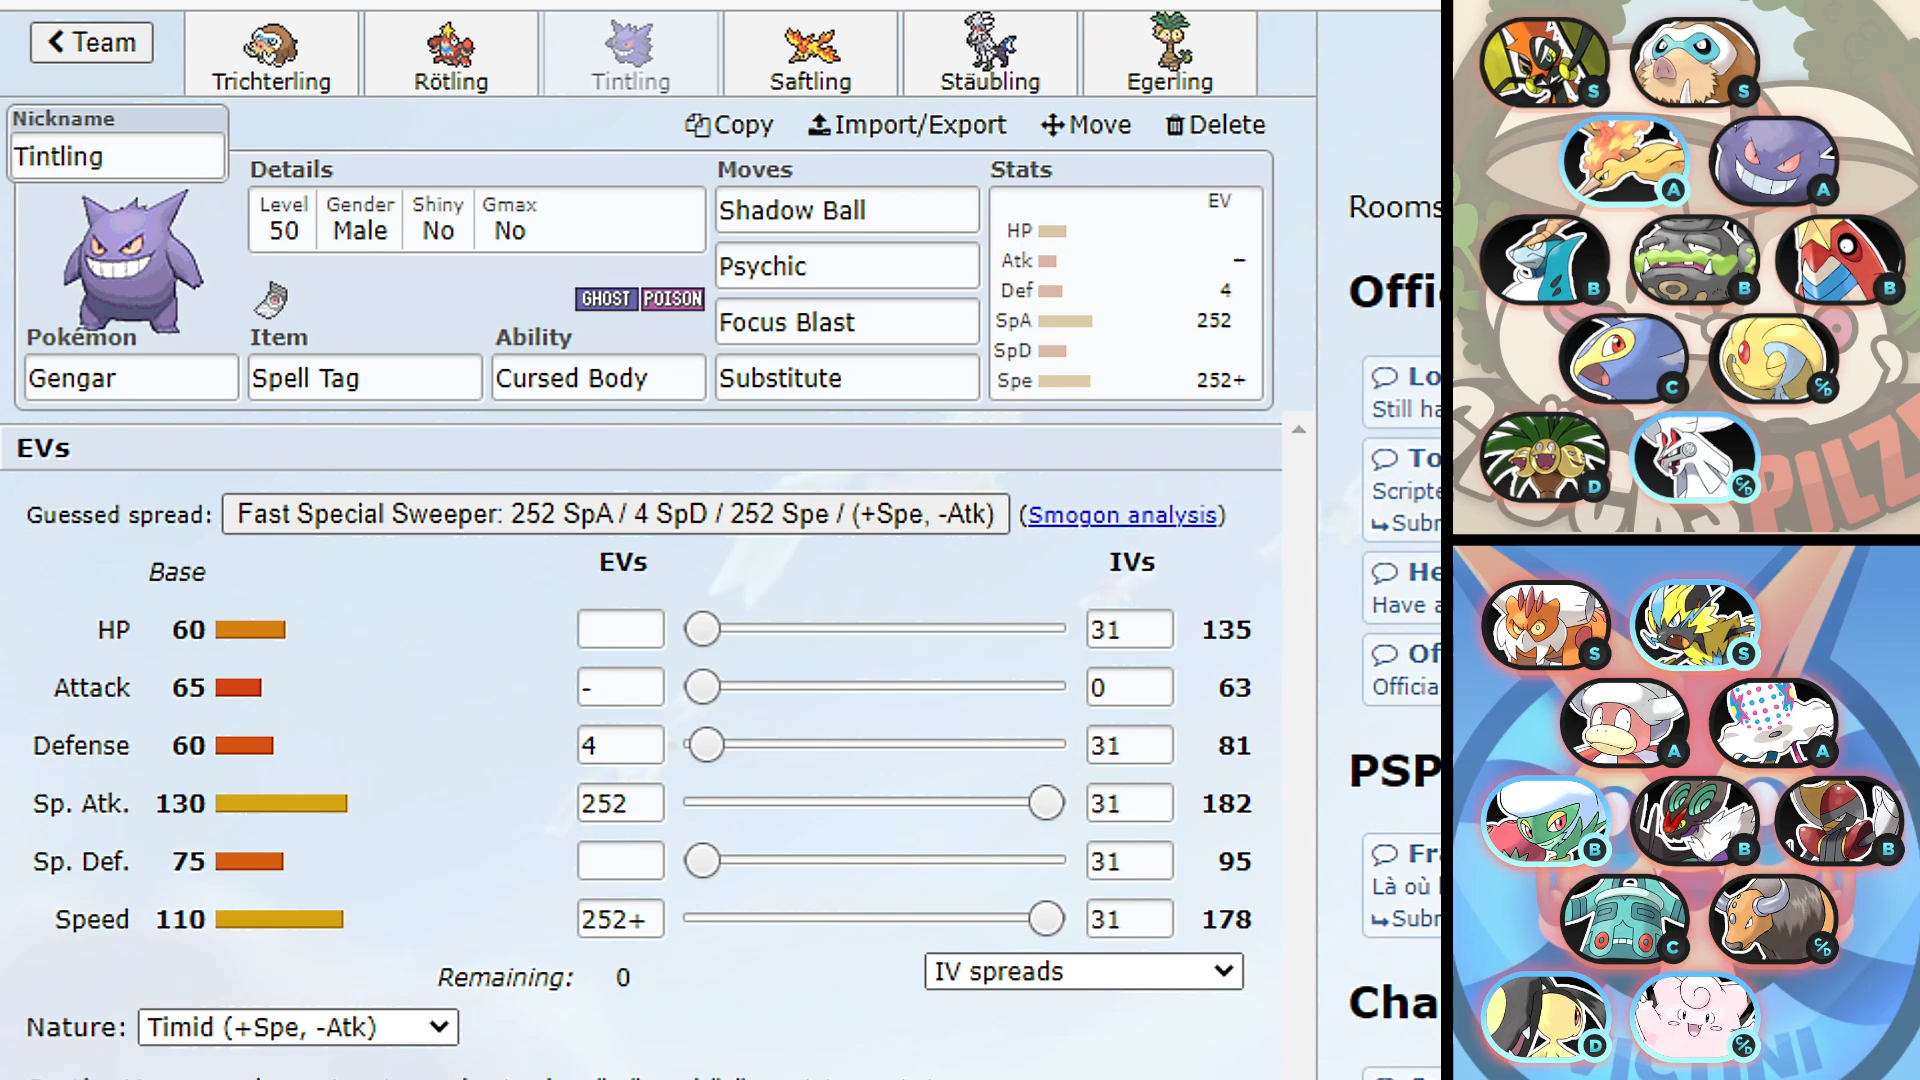 Team
Trichterling
Rötling
Tintling
Saftling
Stäubling
Egerling
Nickname
Tintling
Copy
Import/Export
Move
Delete
Details
Moves
Stats
Level
50
Gender
Male
Shiny
No
Gmax
No
Shadow Ball
Psychic
Focus Blast
Substitute
EV
HP
Atk –
Def 4
SpA 252
SpD
Spe 252+
GHOST POISON
Pokémon
Gengar
Item
Spell Tag
Ability
Cursed Body
EVs
Guessed spread: Fast Special Sweeper: 252 SpA / 4 SpD / 252 Spe / (+Spe, -Atk) (Smogon analysis)
Base EVs IVs
HP 60 31 135
Attack 65 - 0 63
Defense 60 4 31 81
Sp. Atk. 130 252 31 182
Sp. Def. 75 31 95
Speed 110 252+ 31 178
Remaining: 0
IV spreads
Nature: Timid (+Spe, -Atk)
Rooms
Offi
Lo
Still ha
To
Scripte
↪Subr
He
Have a
Of
Officia
PSP
Fr
Là où
↪Subr
Cha
S
S
A
A
B
B
B
C
C/D
D
C/D
PILZ
S
S
A
A
B
B
B
C
C/D
D
C/D